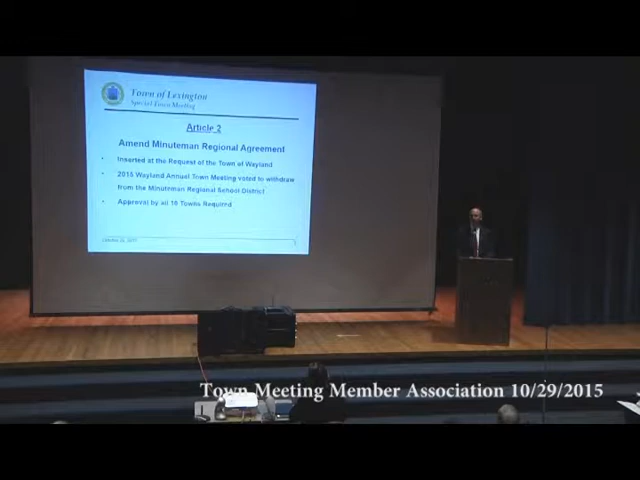 Town of Lexington
Special Town Meeting
Article 2
Amend Minuteman Regional Agreement
• Inserted at the Request of the Town of Wayland
• 2015 Wayland Annual Town Meeting voted to withdraw
from the Minuteman Regional School District
• Approval by all 16 Towns Required
Town Meeting Member Association 10/29/2015